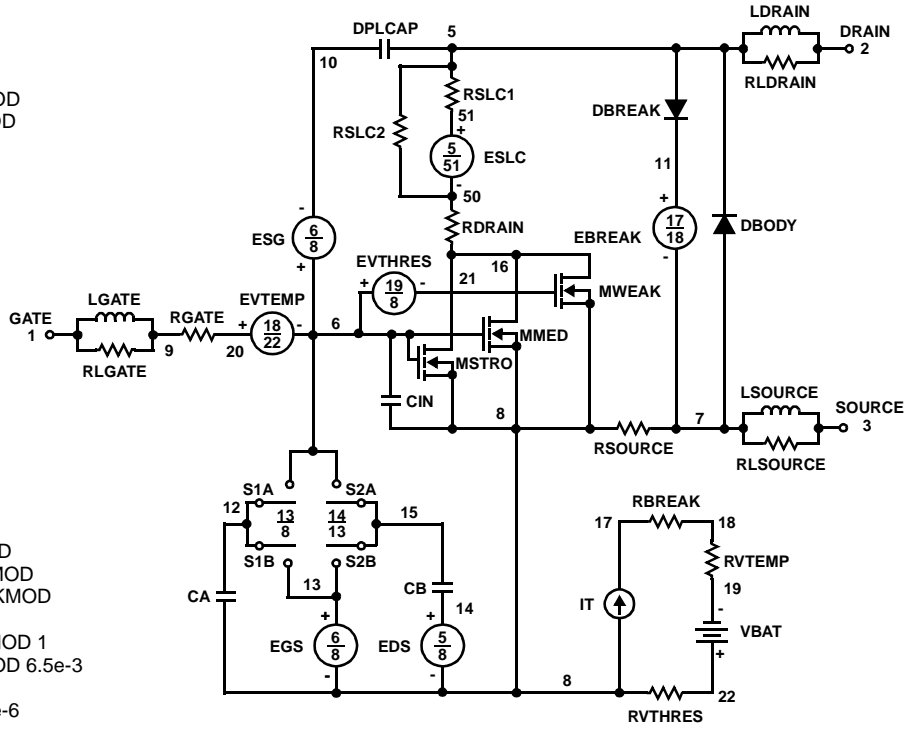 LDRAIN
DPLCAP 5 DRAIN
10 2
RSLC1 RLDRAIN
51 DBREAK
RSLC2
+
5
51
ESLC
11
-
50
-
6
8
ESG
+
RDRAIN
+
17
18
EBREAK
-
DBODY
EVTHRES
+
19
8
-
16
21
MWEAK
LGATE
GATE
1
RLGATE
9
RGATE
20
EVTEMP
+
18
22
-
6
MMED
MSTRO
CIN
8
RSOURCE
7
LSOURCE
SOURCE
3
RLSOURCE
S1A
S2A
12
13
8
14
13
15
S1B
S2B
13
CA
CB
14
+
6
8
EGS
-
+
5
8
EDS
-
8
RBREAK
17
18
RVTEMP
19
IT
-
VBAT
+
22
RVTHRES
OD
OD
D
MOD
KMOD
MOD 1
OD 6.5e-3
e-6